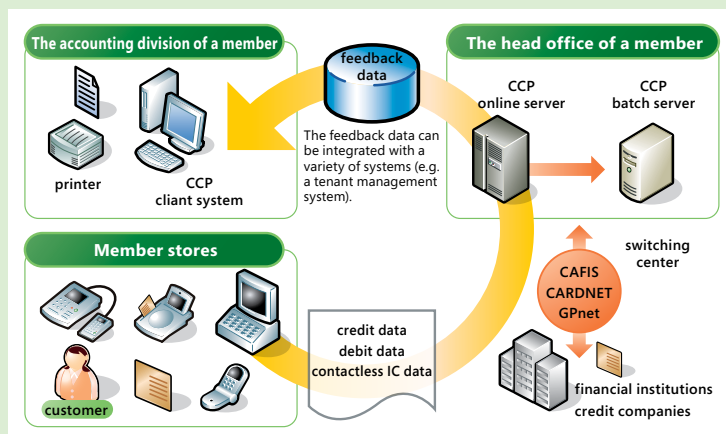 The accounting division of a member
printer
CCP
cliant system
feedback
data
The feedback data can
be integrated with a
variety of systems (e.g.
a tenant management
system).
The head office of a member
CCP
online server
CCP
batch server
Member stores
customer
credit data
debit data
contactless IC data
switching
center
CAFIS
CARDNET
GPnet
financial institutions
credit companies